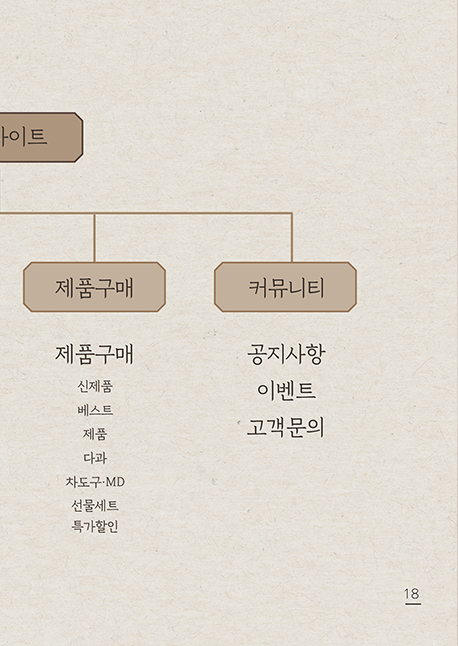 이트
제품구매
커뮤니티
제품구매
신제품
베스트
제품
다과
차도구·MD
선물세트
특가할인
공지사항
이벤트
고객문의
18